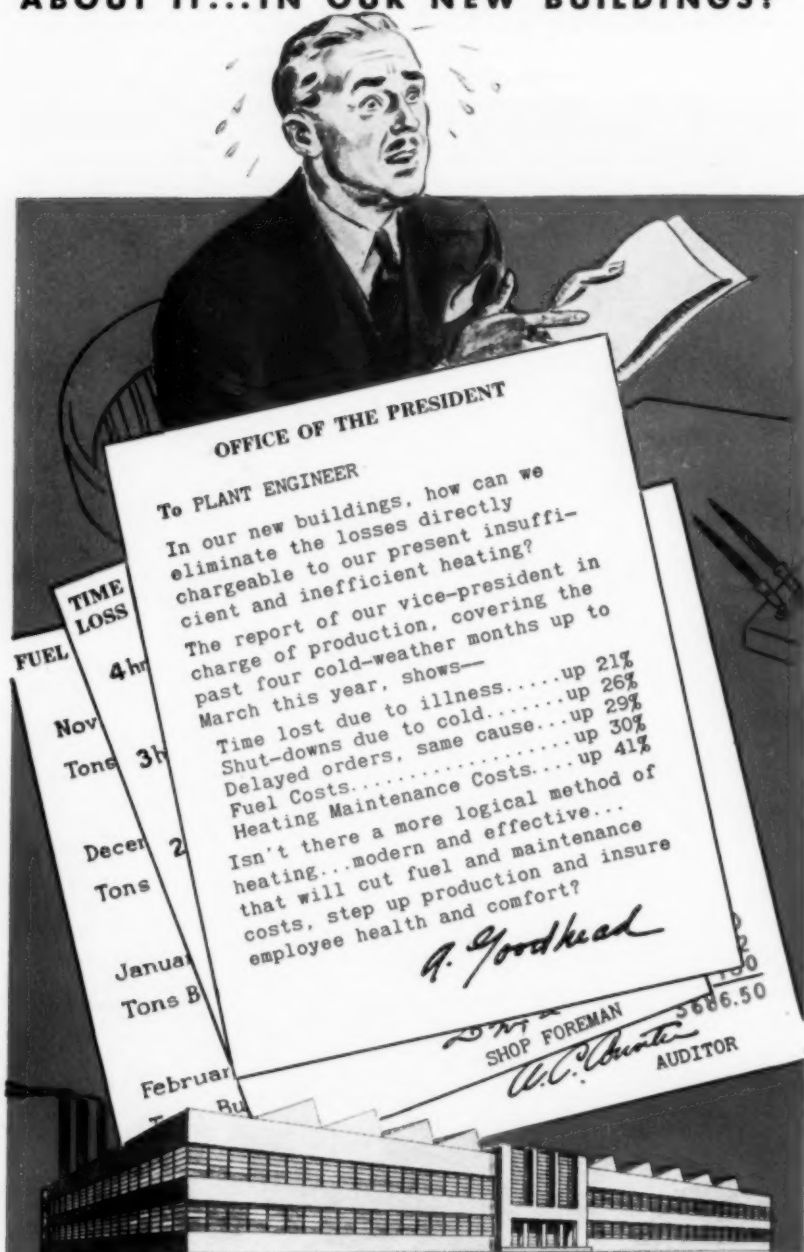 ABOUT IT...IN OUR NEW BUILDINGS?
OFFICE OF THE PRESIDENT
To PLANT ENGINEER
In our new buildings, how can we
eliminate the losses directly
chargeable to our present insuffi-
cient and inefficient heating?
The report of our vice-president in
charge of production, covering the
past four cold-weather months up to
March this year, shows—
Time lost due to illness.....up 21%
Shut-downs due to cold.......up 26%
Delayed orders, same cause...up 29%
Fuel Costs..................up 30%
Heating Maintenance Costs....up 41%
Isn't there a more logical method of
heating...modern and effective...
that will cut fuel and maintenance
costs, step up production and insure
employee health and comfort?
A. Goodhead
TIME
LOSS
4 hr
3h
2
FUEL
Nov
Tons
Decem
Tons
Januar
Tons B
Februar
Bu
SHOP FOREMAN
AUDITOR